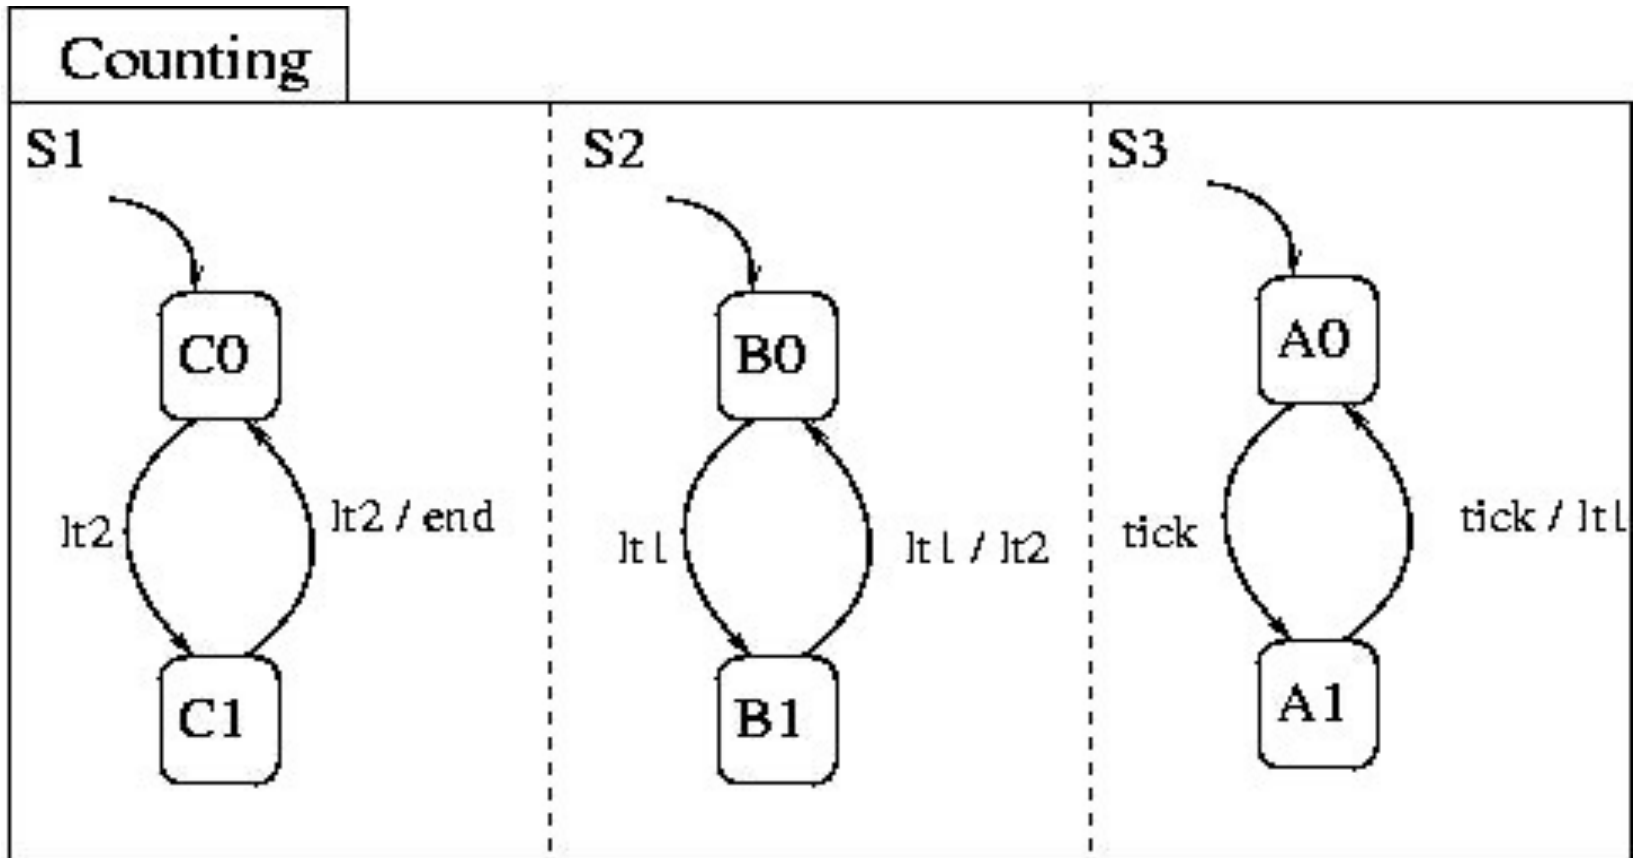 Counting
S1
S2
S3
C0
B0
A0
lt2
lt2 / end
lt1
lt1 / lt2
tick
tick / lt1
C1
B1
A1